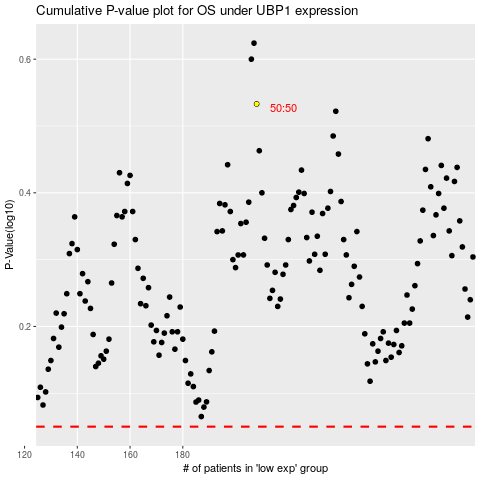 Cumulative P-value plot for OS under UBP1 expression
0.6
50:50
0.4
P-Value(log10)
0.2
120 140 160 180
# of patients in 'low exp' group